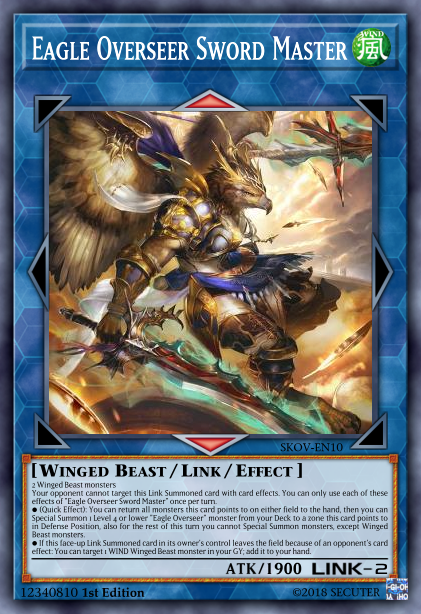 EAGLE OVERSEER SWORD MASTER
WIND
風
SKOV-EN10
[WINGED BEAST / LINK / EFFECT ]
2 Winged Beast monsters
Your opponent cannot target this Link Summoned card with card effects. You can only use each of these
effects of "Eagle Overseer Sword Master" once per turn.
● (Quick Effect): You can return all monsters this card points to on either field to the hand, then you can
Special Summon 1 Level 4 or lower "Eagle Overseer" monster from your Deck to a zone this card points to
in Defense Position, also for the rest of this turn you cannot Special Summon monsters, except Winged
Beast monsters.
● If this face-up Link Summoned card in its owner's control leaves the field because of an opponent's card
effect: You can target 1 WIND Winged Beast monster in your GY; add it to your hand.
ATK/1900 LINK-2
12340810 1st Edition
©2018 SECUTER